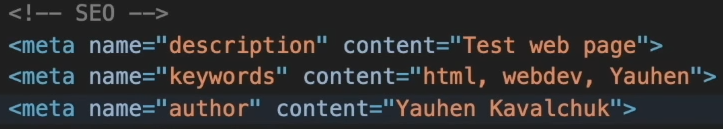 <!-- SEO -->
<meta name="description" content="Test web page">
<meta name="keywords" content="html, webdev, Yauhen">
<meta name="author" content="Yauhen Kavalchuk">